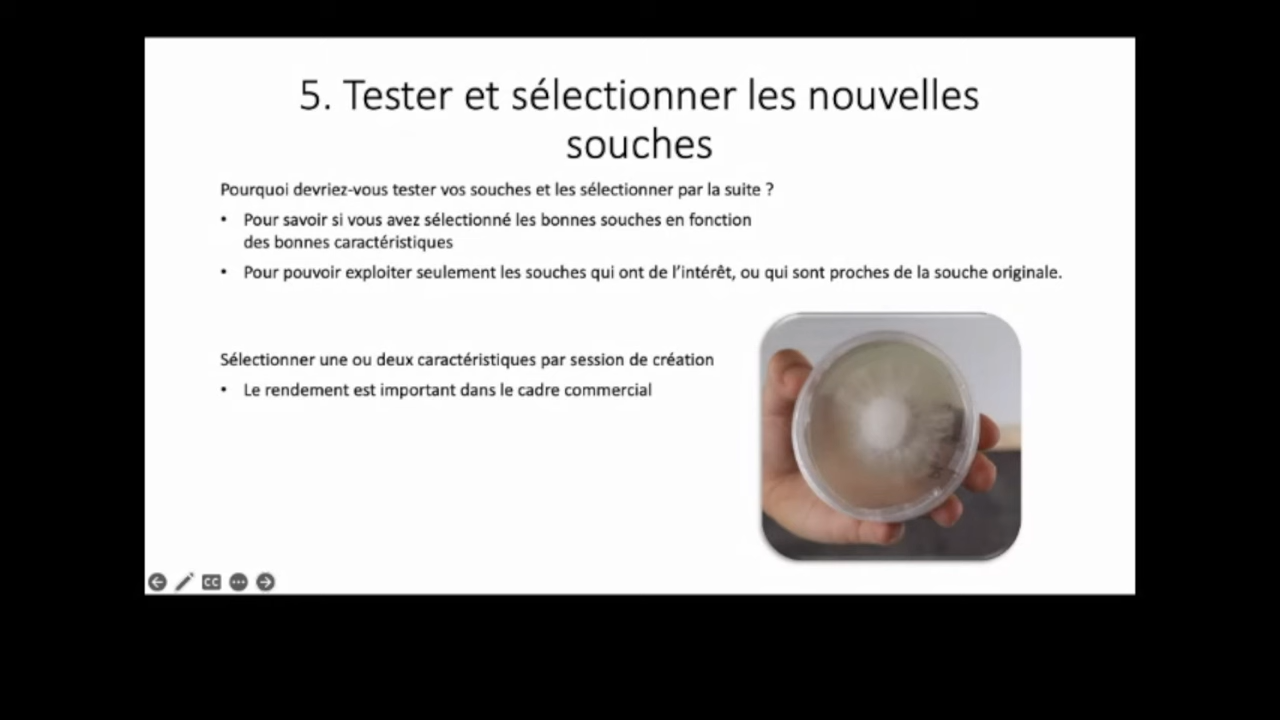 5. Tester et sélectionner les nouvelles
souches
Pourquoi devriez-vous tester vos souches et les sélectionner par la suite ?
• Pour savoir si vous avez sélectionné les bonnes souches en fonction
des bonnes caractéristiques
• Pour pouvoir exploiter seulement les souches qui ont de l'intérêt, ou qui sont proches de la souche originale.
Sélectionner une ou deux caractéristiques par session de création
• Le rendement est important dans le cadre commercial
CC